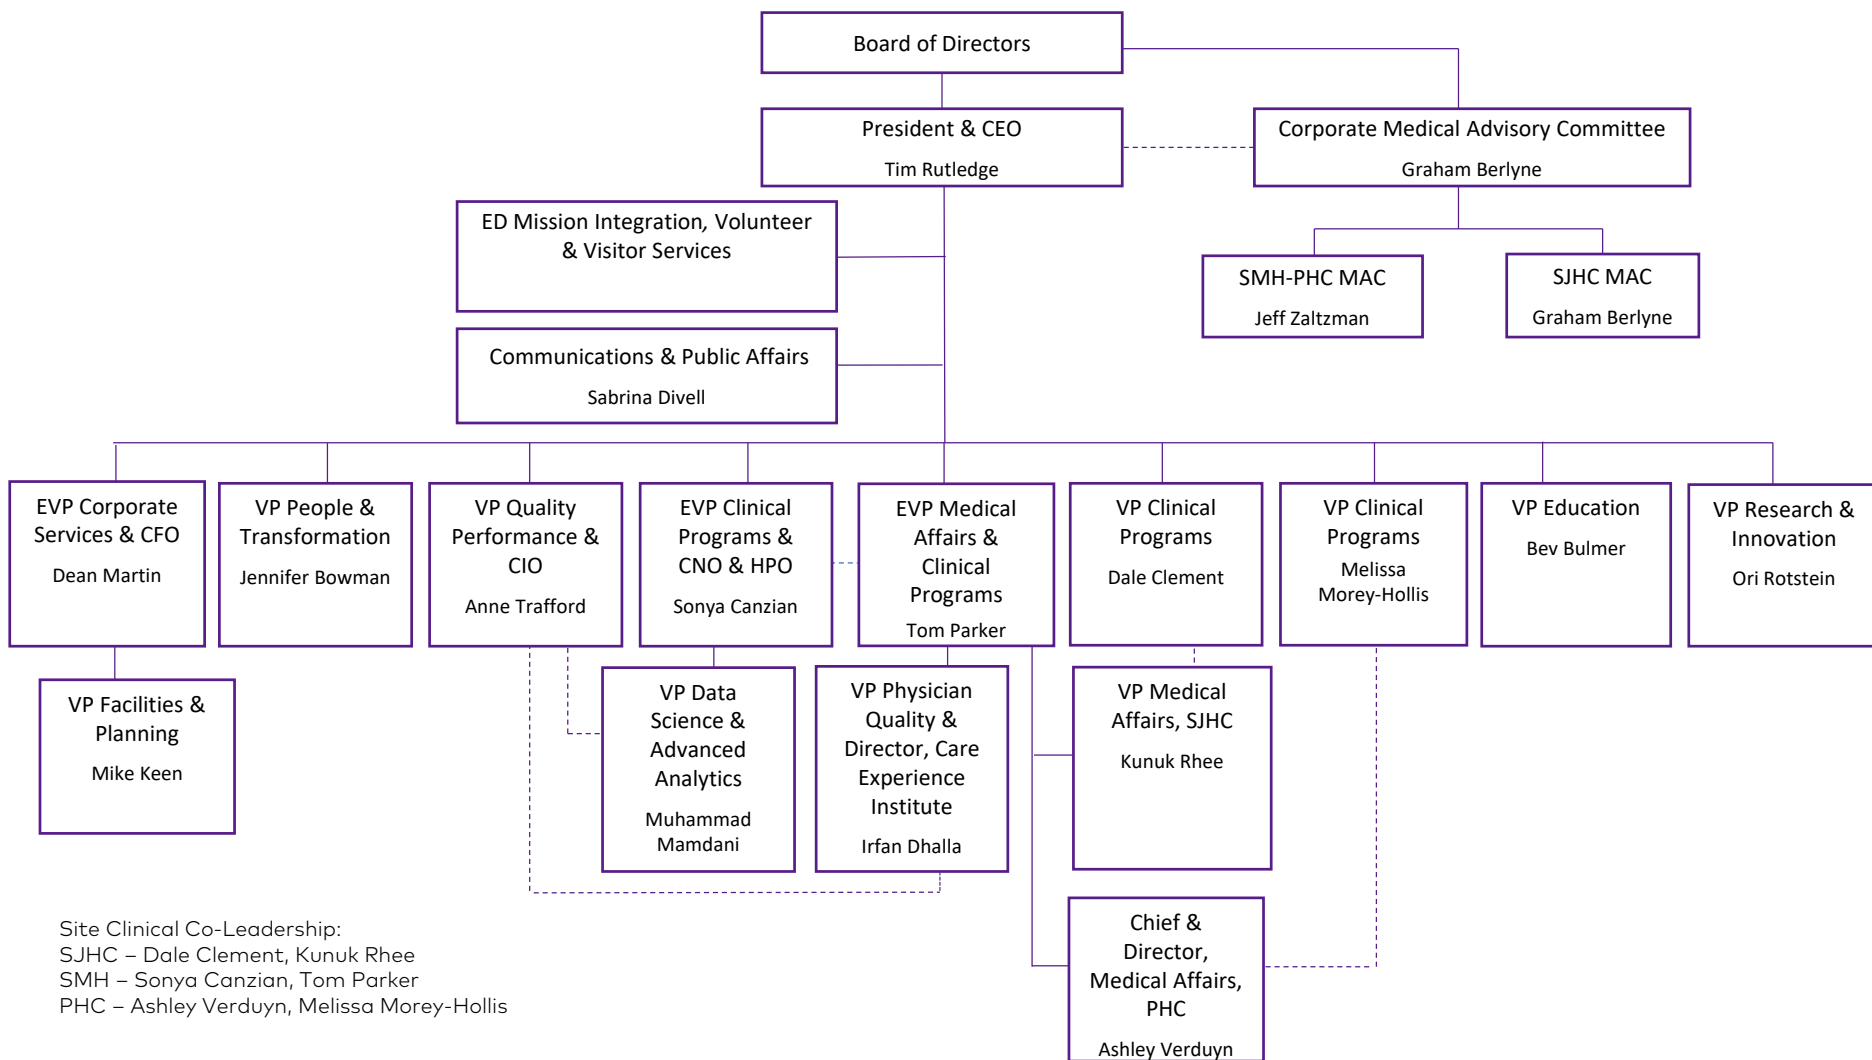 Board of Directors
President & CEO
Tim Rutledge
Corporate Medical Advisory Committee
Graham Berlyne
ED Mission Integration, Volunteer
& Visitor Services
SMH-PHC MAC
Jeff Zaltzman
SJHC MAC
Graham Berlyne
Communications & Public Affairs
Sabrina Divell
EVP Corporate
Services & CFO
Dean Martin
VP People &
Transformation
Jennifer Bowman
VP Quality
Performance &
CIO
Anne Trafford
EVP Clinical
Programs &
CNO & HPO
Sonya Canzian
EVP Medical
Affairs &
Clinical
Programs
Tom Parker
VP Clinical
Programs
Dale Clement
VP Clinical
Programs
Melissa
Morey-Hollis
VP Education
Bev Bulmer
VP Research &
Innovation
Ori Rotstein
VP Facilities &
Planning
Mike Keen
VP Data
Science &
Advanced
Analytics
Muhammad
Mamdani
VP Physician
Quality &
Director, Care
Experience
Institute
Irfan Dhalla
VP Medical
Affairs, SJHC
Kunuk Rhee
Chief &
Director,
Medical Affairs,
PHC
Ashley Verduyn
Site Clinical Co-Leadership:
SJHC – Dale Clement, Kunuk Rhee
SMH – Sonya Canzian, Tom Parker
PHC – Ashley Verduyn, Melissa Morey-Hollis